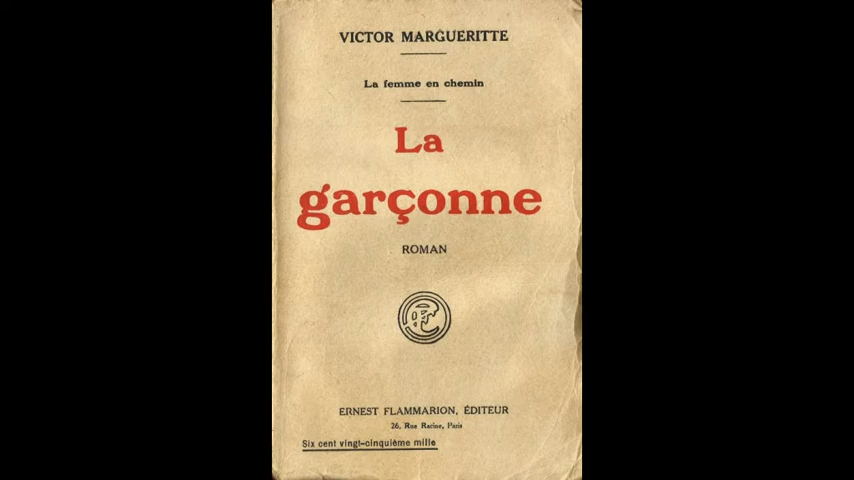 VICTOR MARGUERITTE
La femme en chemin
La
garçonne
ROMAN
ERNEST FLAMMARION, ÉDITEUR
26, Rue Racine, Paris
Six cent vingt-cinquième mille